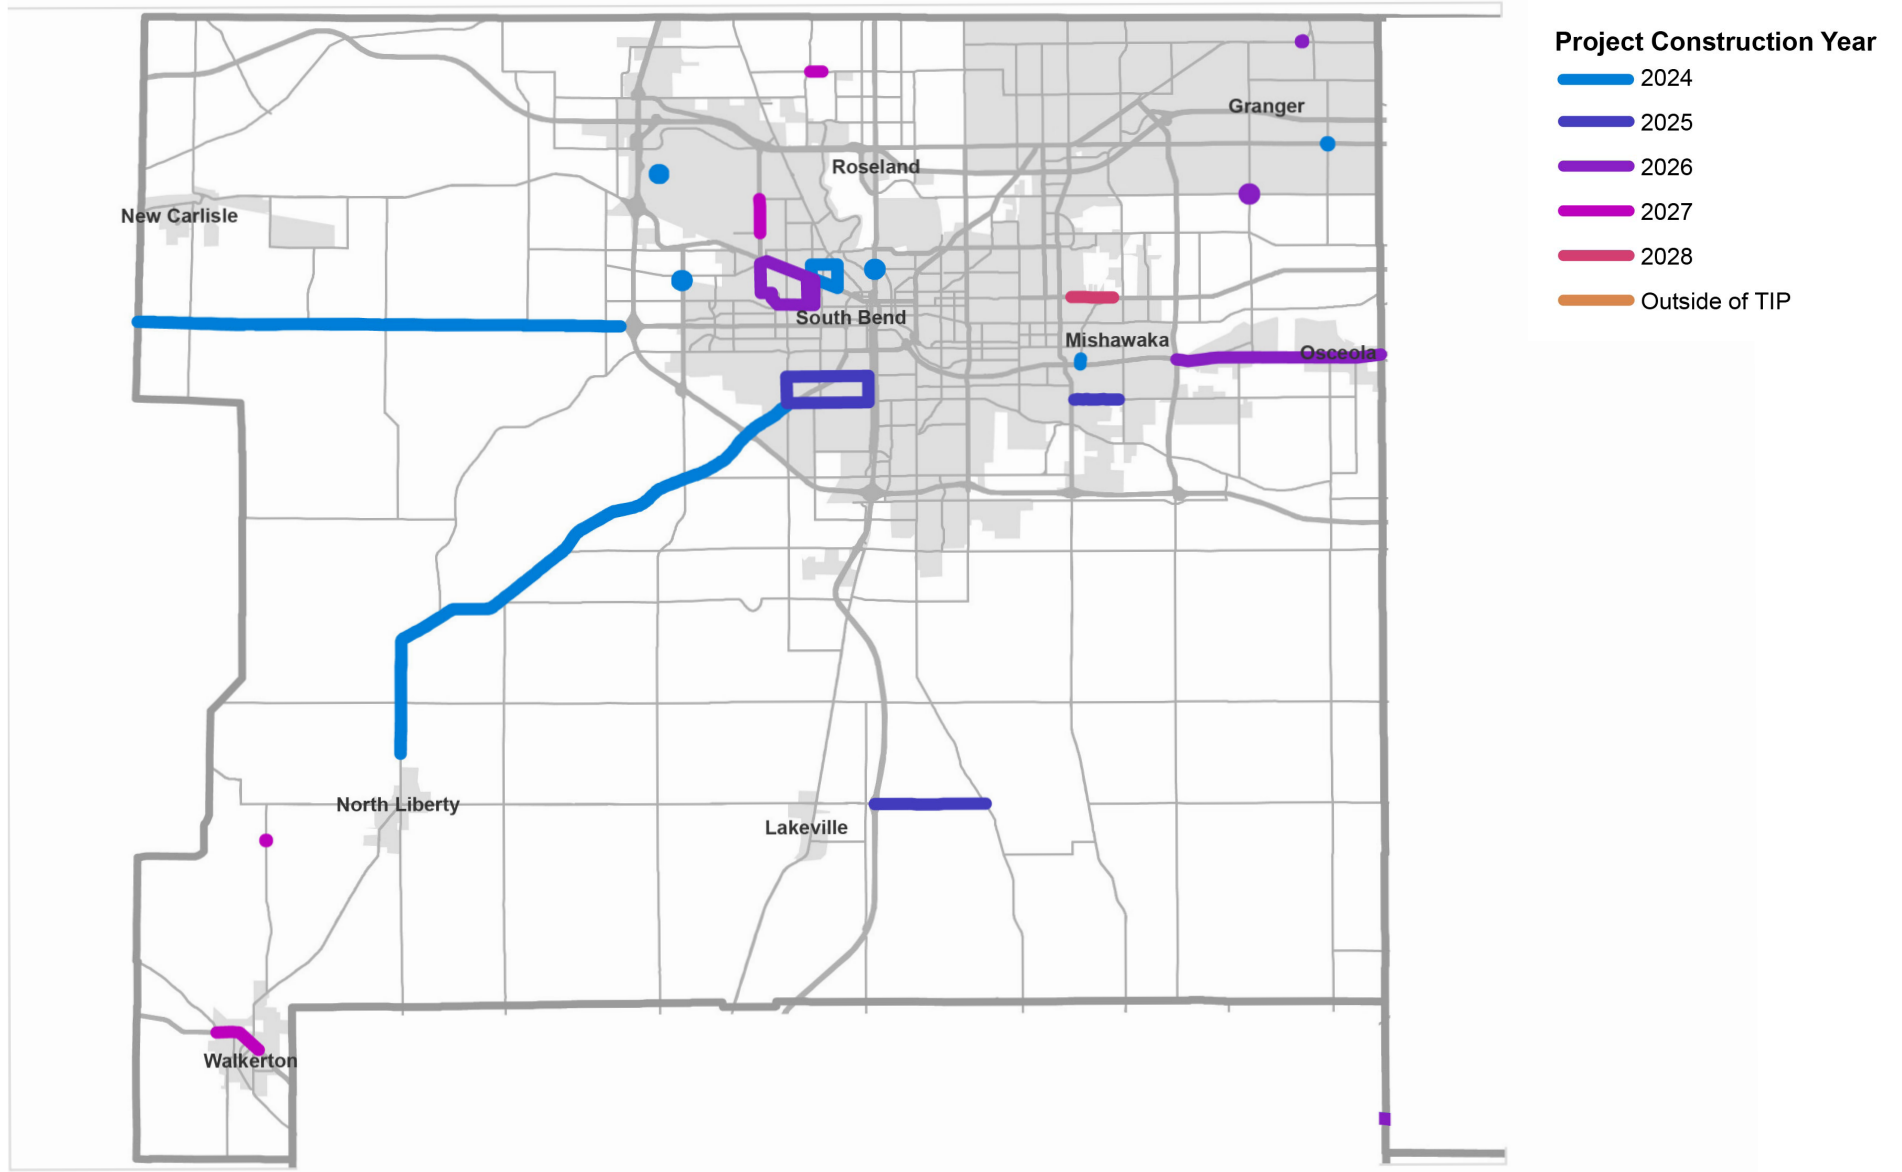 Project Construction Year
2024
2025
2026
2027
2028
Outside of TIP
Granger
Roseland
New Carlisle
South Bend
Mishawaka
Osceola
North Liberty
Lakeville
Walkerton